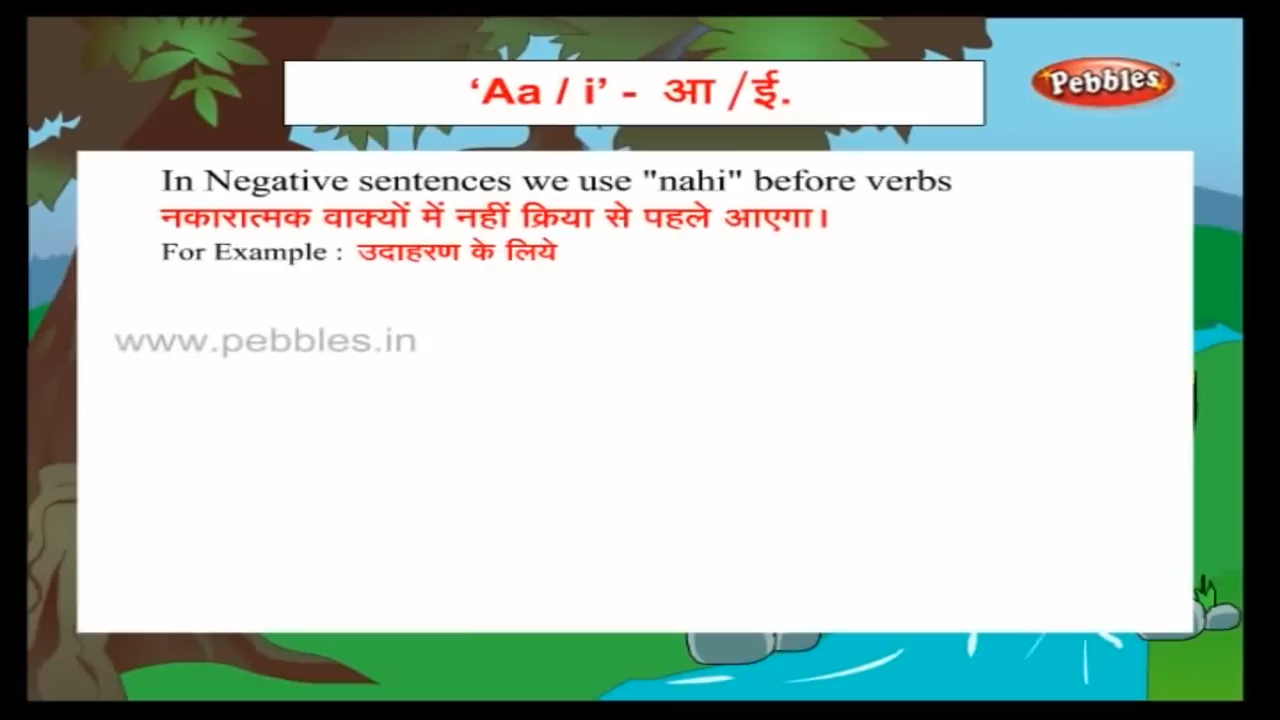 ‘Aa / i’ - आ /ई.
Pebbles
In Negative sentences we use "nahi" before verbs
नकारात्मक वाक्यों में नहीं क्रिया से पहले आएगा।
For Example : उदाहरण के लिये
www.pebbles.in